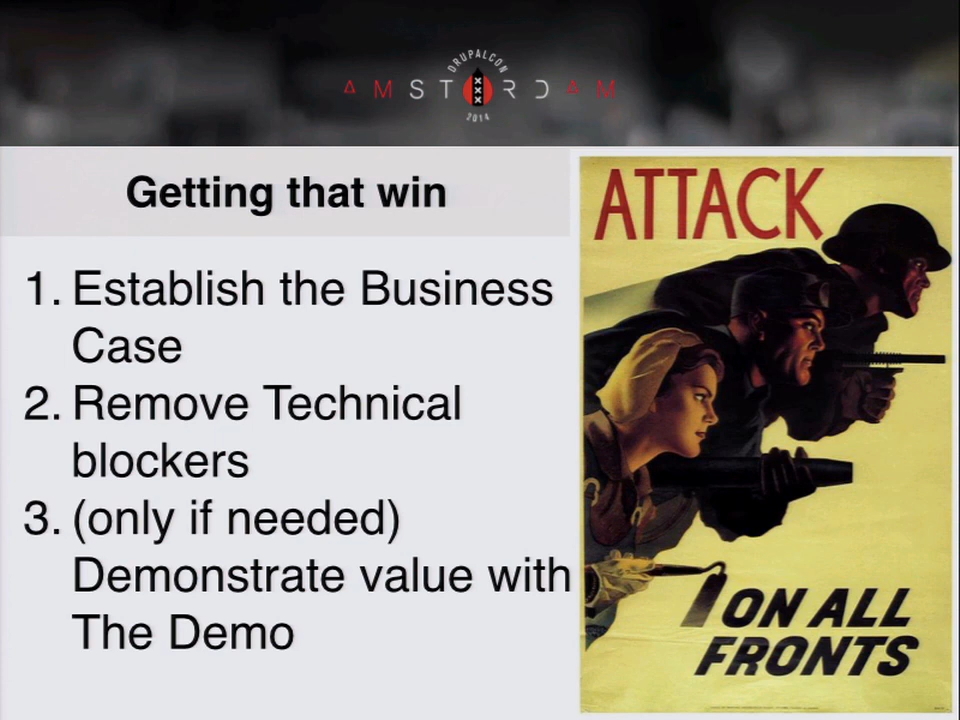 DRUPALCON
AMSTERDAM
2014
Getting that win
1. Establish the Business
Case
2. Remove Technical
blockers
3. (only if needed)
Demonstrate value with
The Demo
ATTACK
ON ALL
FRONTS